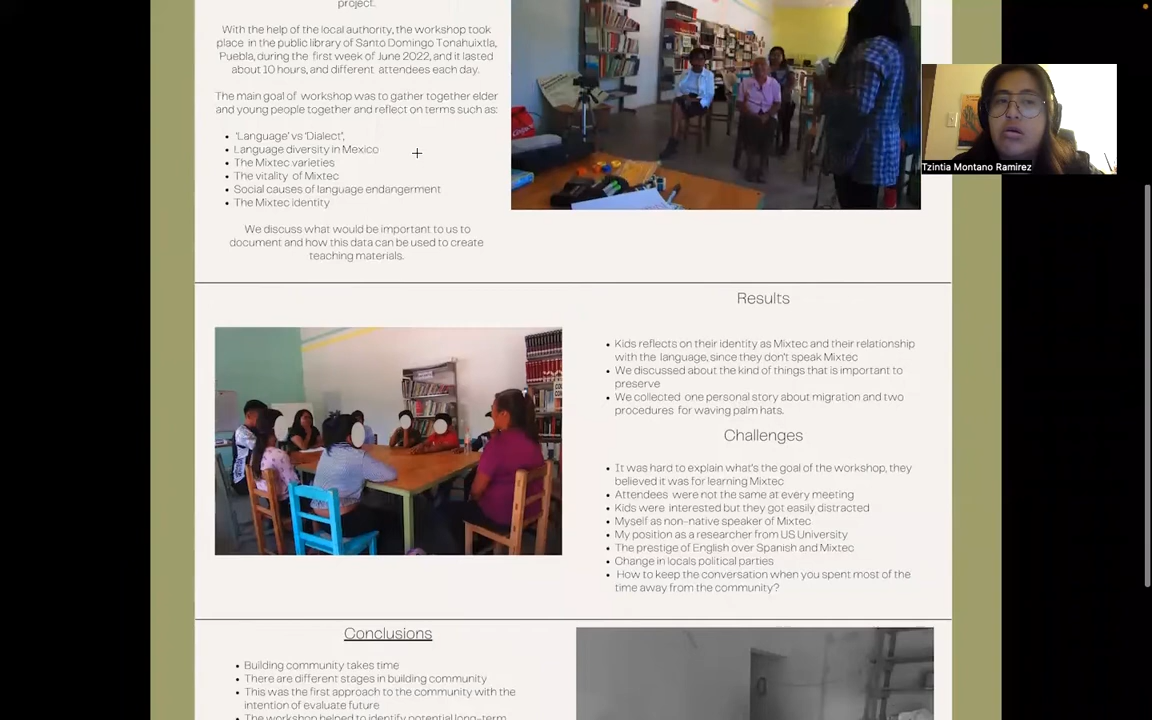 project.
With the help of the local authority, the workshop took
place in the public library of Santo Domingo Tonahuixtla,
Puebla, during the first week of June 2022, and it lasted
about 10 hours, and different attendees each day.
The main goal of workshop was to gather together elder
and young people together and reflect on terms such as:
• 'Language' vs 'Dialect',
• Language diversity in Mexico
• The Mixtec varieties
• The vitality of Mixtec
• Social causes of language endangerment
• The Mixtec identity
We discuss what would be important to us to
document and how this data can be used to create
teaching materials.
Tzintia Montano Ramirez
Results
• Kids reflects on their identity as Mixtec and their relationship
with the language, since they don't speak Mixtec
• We discussed about the kind of things that is important to
preserve
• We collected one personal story about migration and two
procedures for waving palm hats.
Challenges
• It was hard to explain what's the goal of the workshop, they
believed it was for learning Mixtec
• Attendees were not the same at every meeting
• Kids were interested but they got easily distracted
• Myself as non-native speaker of Mixtec
• My position as a researcher from US University
• The prestige of English over Spanish and Mixtec
• Change in locals political parties
• How to keep the conversation when you spent most of the
time away from the community?
Conclusions
• Building community takes time
• There are different stages in building community
• This was the first approach to the community with the
intention of evaluate future
• The workshop helped to identify potential long-term